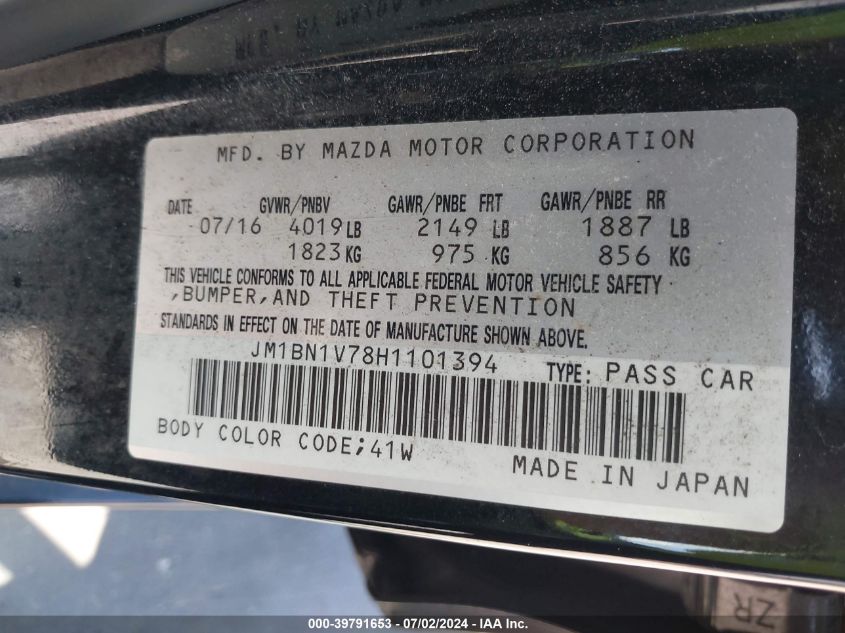 MFD. BY MAZDA MOTOR CORPORATION
DATE GVWR/PNBV GAWR/PNBE FRT GAWR/PNBE RR
07/16 4019 LB 2149 LB 1887 LB
1823 KG 975 KG 856 KG
THIS VEHICLE CONFORMS TO ALL APPLICABLE FEDERAL MOTOR VEHICLE SAFETY
,BUMPER,AND THEFT PREVENTION
STANDARDS IN EFFECT ON THE DATE OF MANUFACTURE SHOWN ABOVE.
JM1BN1V78H1101394 TYPE: PASS CAR
BODY COLOR CODE;41W
MADE IN JAPAN
ZR
000-39791653 - 07/02/2024 - IAA Inc.